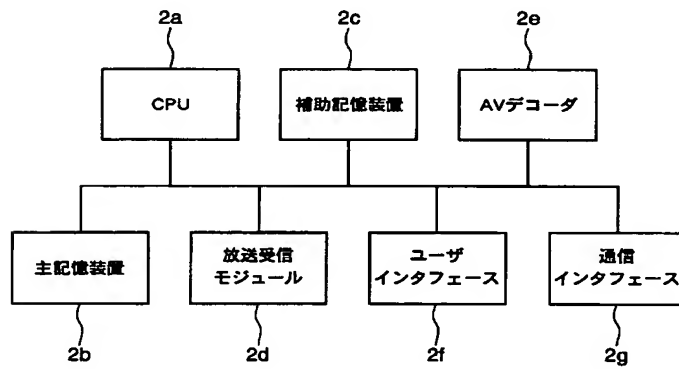 2a
2c
2e
CPU
補助記憶装置
AVデコーダ
主記憶装置
放送受信
モジュール
ユーザ
インタフェース
通信
インタフェース
2b
2d
2f
2g